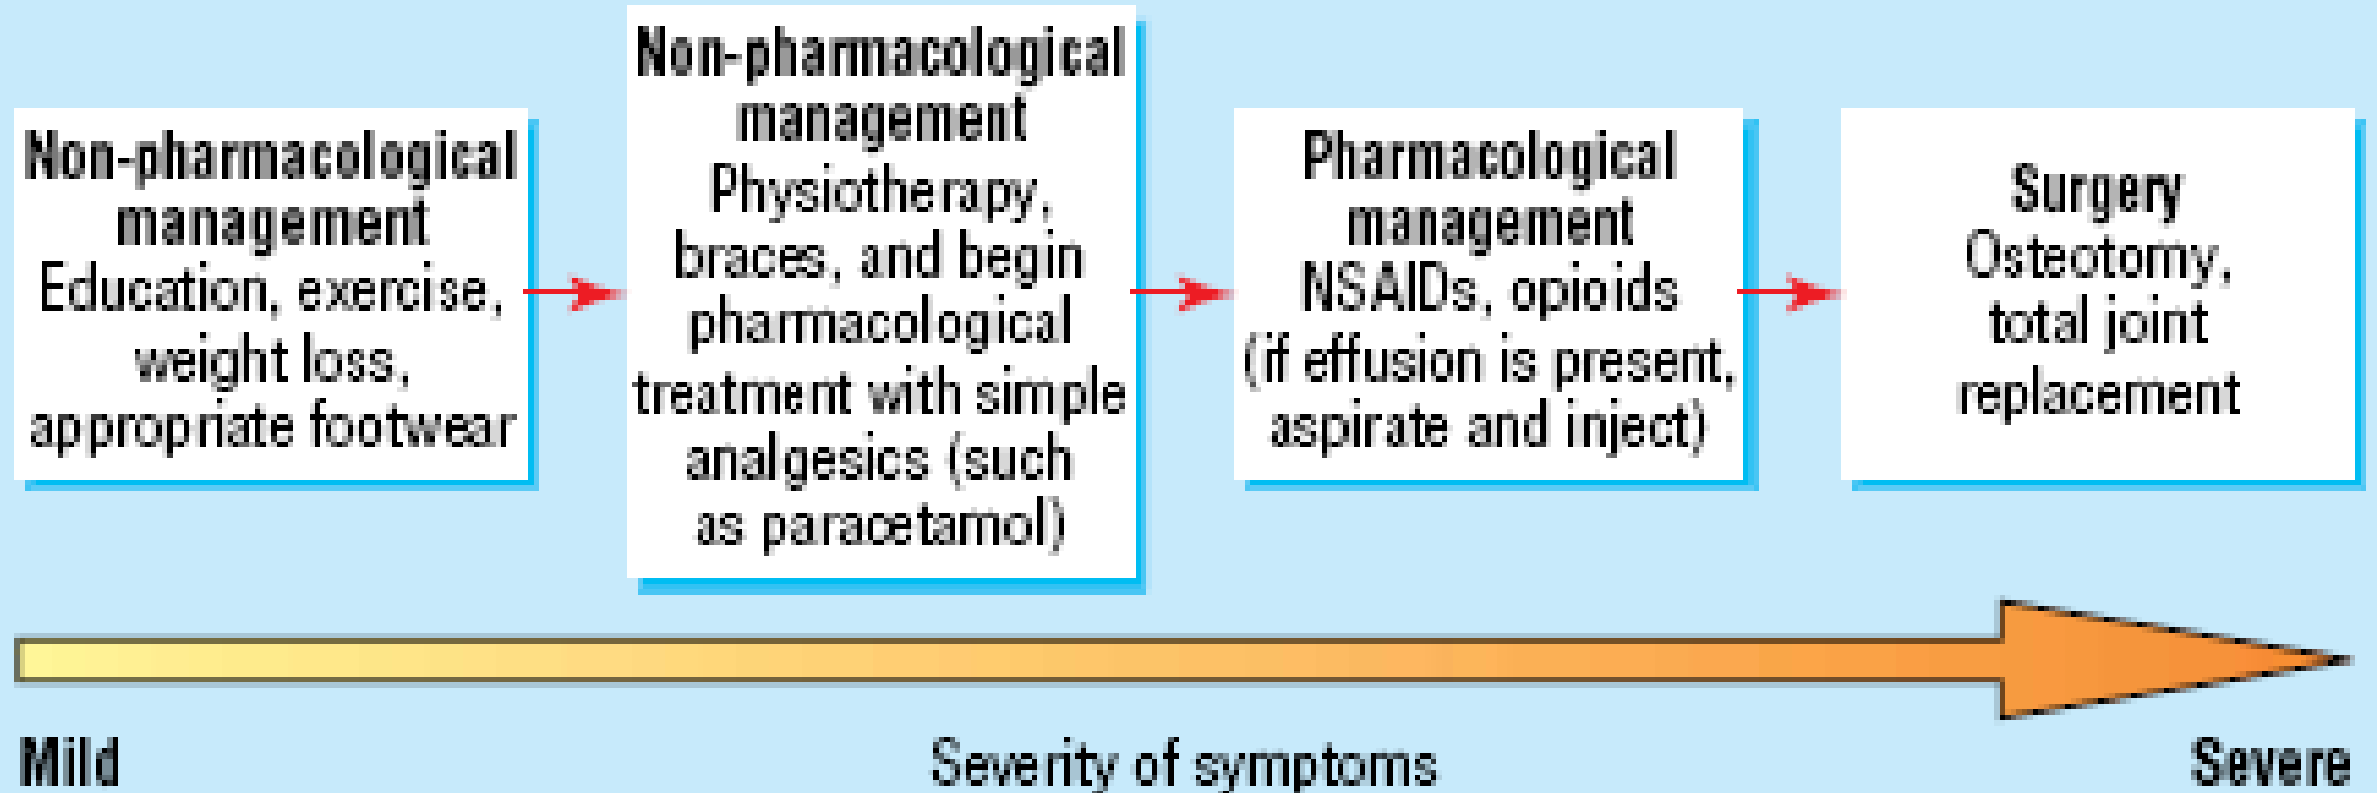 Non-pharmacological
management
Education, exercise,
weight loss,
appropriate footwear
Non-pharmacological
management
Physiotherapy,
braces, and begin
pharmacological
treatment with simple
analgesics (such
as paracetamol)
Pharmacological
management
NSAIDs, opioids
(if effusion is present,
aspirate and inject)
Surgery
Osteotomy,
total joint
replacement
Mild
Severity of symptoms
Severe